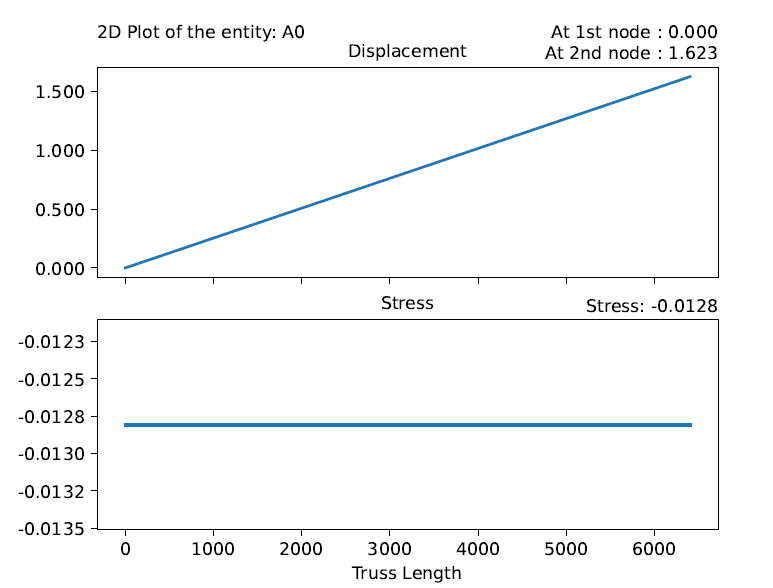 2D Plot of the entity: A0
At 1st node : 0.000
Displacement
At 2nd node : 1.623
1.500
1.000
0.500
0.000
Stress
Stress: -0.0128
-0.0123
-0.0125
-0.0128
-0.0130
-0.0132
-0.0135
0 1000 2000 3000 4000 5000 6000
Truss Length